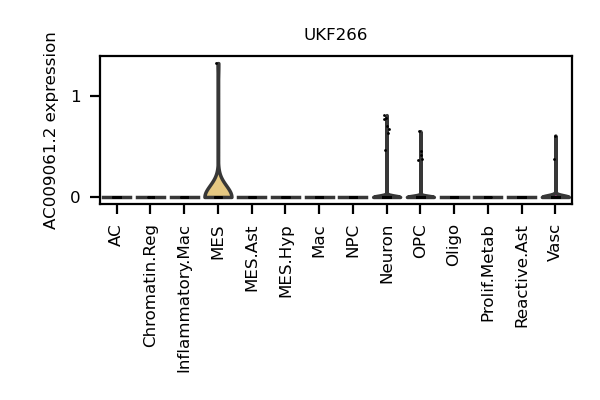 UKF266
AC009061.2 expression
1
0
AC
Chromatin.Reg
Inflammatory.Mac
MES
MES.Ast
MES.Hyp
Mac
NPC
Neuron
OPC
Oligo
Prolif.Metab
Reactive.Ast
Vasc